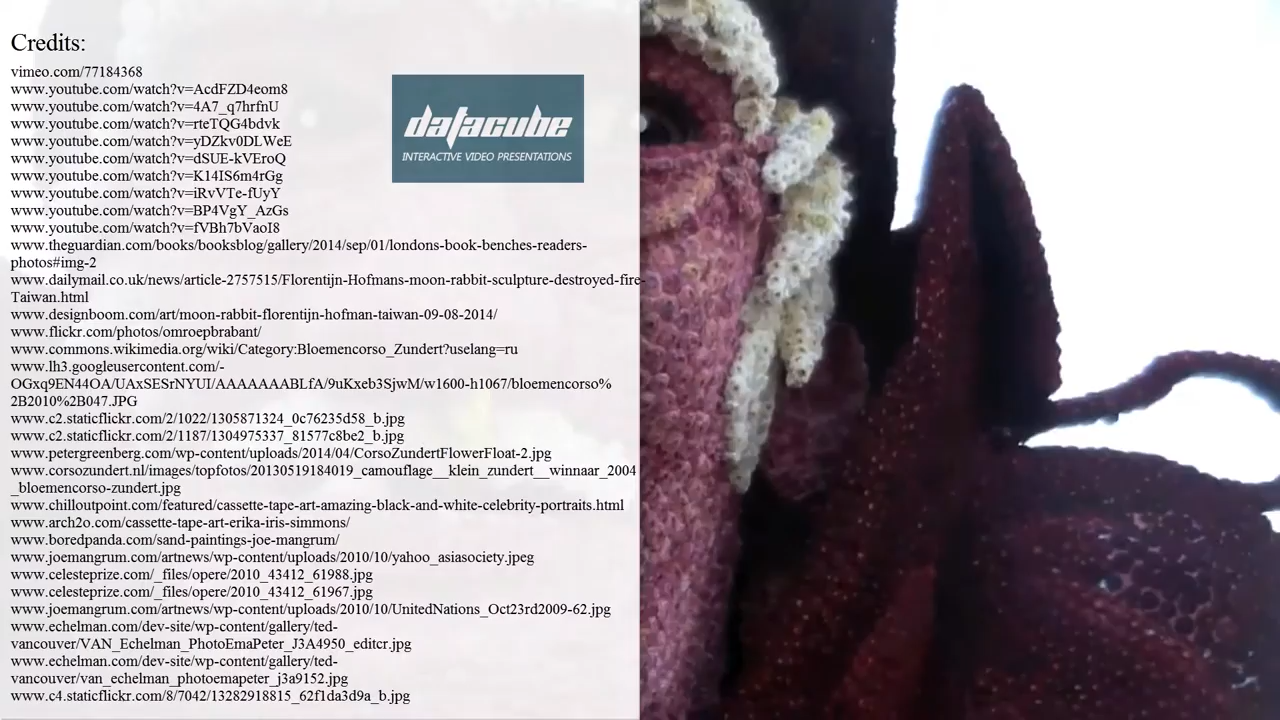 Credits:
vimeo.com/77184368
www.youtube.com/watch?v=AcdFZD4eom8
www.youtube.com/watch?v=4A7_q7hrfnU
www.youtube.com/watch?v=rteTQG4bdvk
www.youtube.com/watch?v=yDZkv0DLWeE
www.youtube.com/watch?v=dSUE-kVEroQ
www.youtube.com/watch?v=K14IS6m4rGg
www.youtube.com/watch?v=iRvVTe-fUyY
www.youtube.com/watch?v=BP4VgY_AzGs
www.youtube.com/watch?v=fVBh7bVaoI8
www.theguardian.com/books/booksblog/gallery/2014/sep/01/londons-book-benches-readers-
photos#img-2
www.dailymail.co.uk/news/article-2757515/Florentijn-Hofmans-moon-rabbit-sculpture-destroyed-fire-
Taiwan.html
www.designboom.com/art/moon-rabbit-florentijn-hofman-taiwan-09-08-2014/
www.flickr.com/photos/omroepbrabant/
www.commons.wikimedia.org/wiki/Category:Bloemencorso_Zundert?uselang=ru
www.lh3.googleusercontent.com/-
OGxq9EN44OA/UAxSESrNYUI/AAAAAAABLfA/9uKxeb3SjwM/w1600-h1067/bloemencorso%
2B2010%2B047.JPG
www.c2.staticflickr.com/2/1022/1305871324_0c76235d58_b.jpg
www.c2.staticflickr.com/2/1187/1304975337_81577c8be2_b.jpg
www.petergreenberg.com/wp-content/uploads/2014/04/CorsoZundertFlowerFloat-2.jpg
www.corsozundert.nl/images/topfotos/20130519184019_camouflage__klein_zundert__winnaar_2004
_bloemencorso-zundert.jpg
www.chilloutpoint.com/featured/cassette-tape-art-amazing-black-and-white-celebrity-portraits.html
www.arch2o.com/cassette-tape-art-erika-iris-simmons/
www.boredpanda.com/sand-paintings-joe-mangrum/
www.joemangrum.com/artnews/wp-content/uploads/2010/10/yahoo_asiasociety.jpeg
www.celesteprize.com/_files/opere/2010_43412_61988.jpg
www.celesteprize.com/_files/opere/2010_43412_61967.jpg
www.joemangrum.com/artnews/wp-content/uploads/2010/10/UnitedNations_Oct23rd2009-62.jpg
www.echelman.com/dev-site/wp-content/gallery/ted-
vancouver/VAN_Echelman_PhotoEmaPeter_J3A4950_editcr.jpg
www.echelman.com/dev-site/wp-content/gallery/ted-
vancouver/van_echelman_photoemapeter_j3a9152.jpg
www.c4.staticflickr.com/8/7042/13282918815_62f1da3d9a_b.jpg
datacube
INTERACTIVE VIDEO PRESENTATIONS